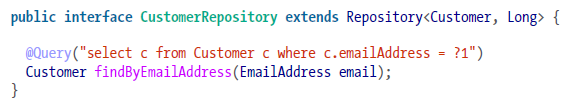 public interface CustomerRepository extends Repository<Customer, Long> {
@Query("select c from Customer c where c.emailAddress = ?1")
Customer findByEmailAddress(EmailAddress email);
}